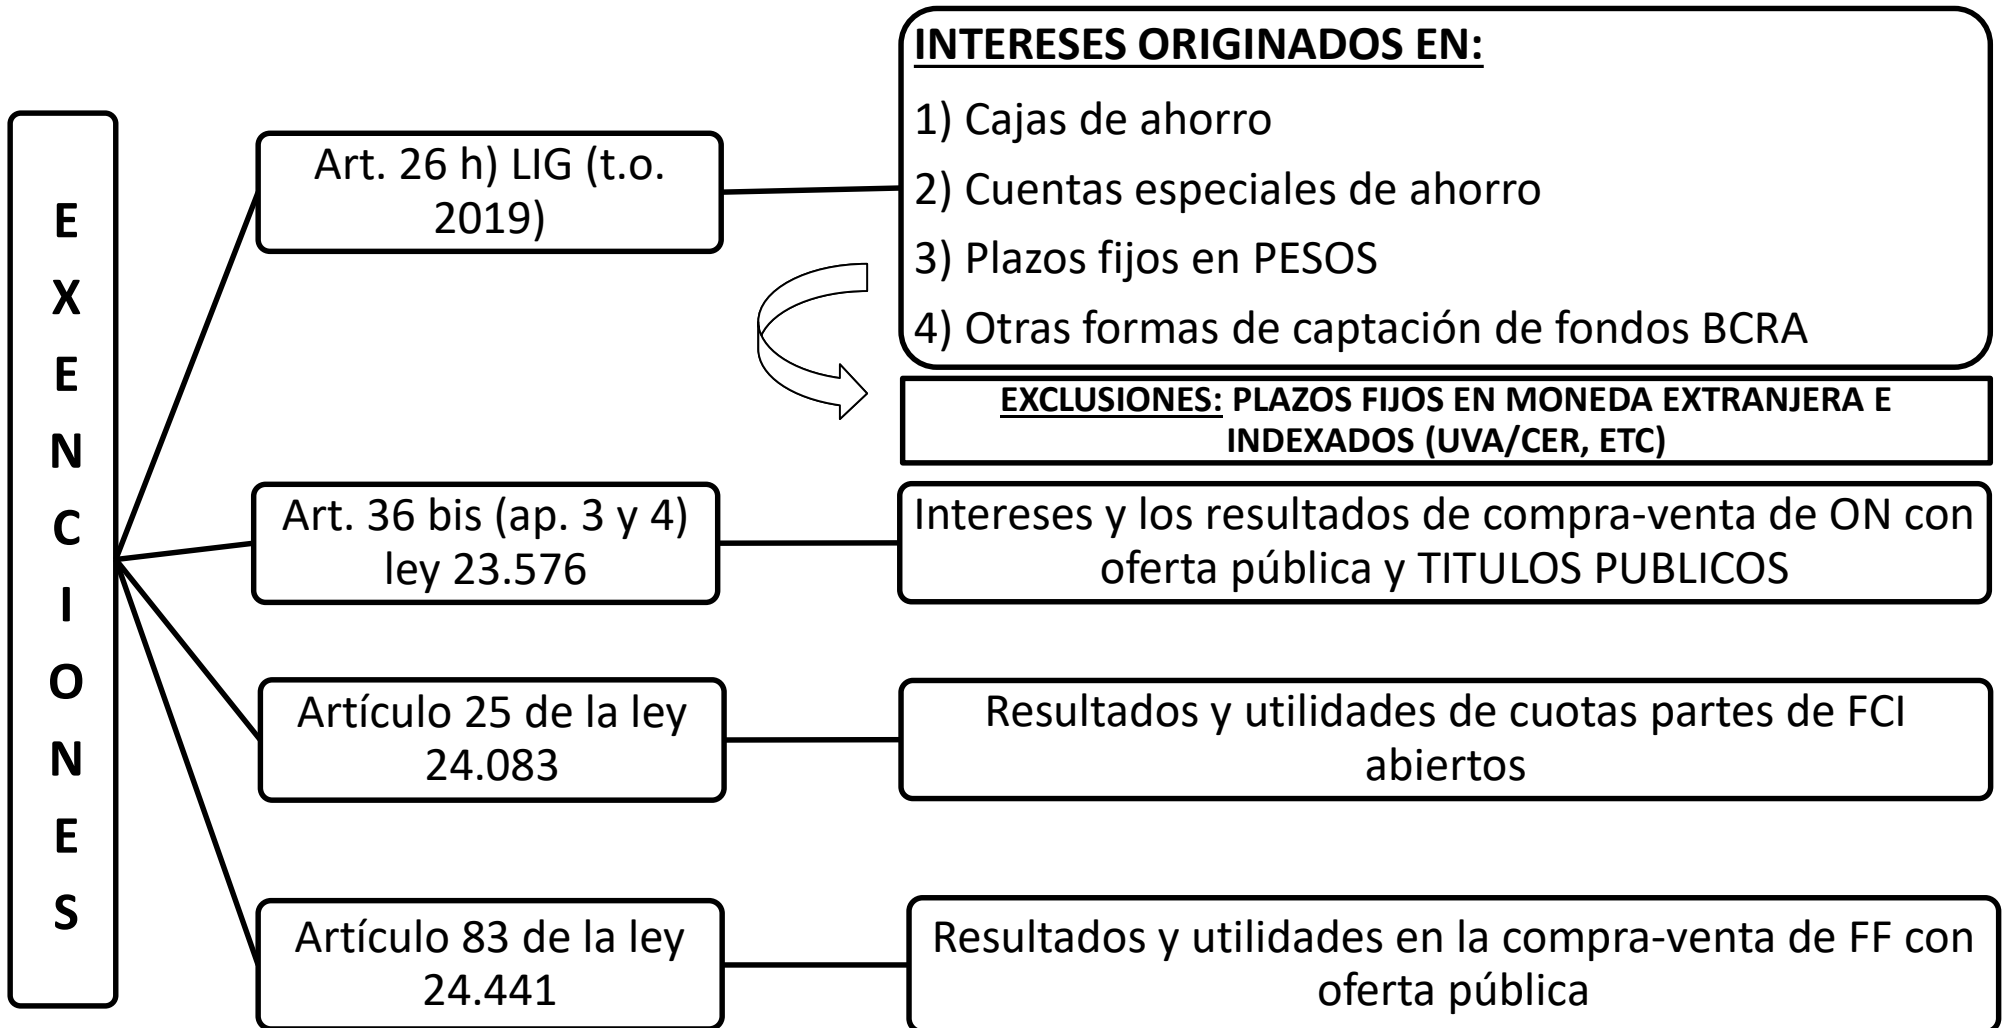 EXENCIONES
Art. 26 h) LIG (t.o.
2019)
INTERESES ORIGINADOS EN:
1) Cajas de ahorro
2) Cuentas especiales de ahorro
3) Plazos fijos en PESOS
4) Otras formas de captación de fondos BCRA
EXCLUSIONES: PLAZOS FIJOS EN MONEDA EXTRANJERA E
INDEXADOS (UVA/CER, ETC)
Art. 36 bis (ap. 3 y 4)
ley 23.576
Intereses y los resultados de compra-venta de ON con
oferta pública y TITULOS PUBLICOS
Artículo 25 de la ley
24.083
Resultados y utilidades de cuotas partes de FCI
abiertos
Artículo 83 de la ley
24.441
Resultados y utilidades en la compra-venta de FF con
oferta pública